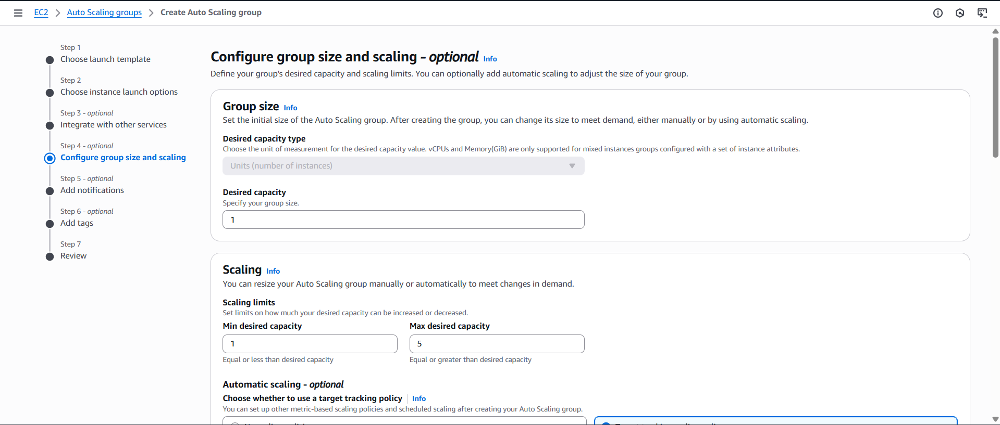 EC2 > Auto Scaling groups > Create Auto Scaling group
Step 1
Choose launch template
Step 2
Choose instance launch options
Step 3 - optional
Integrate with other services
Step 4 - optional
Configure group size and scaling
Step 5 - optional
Add notifications
Step 6 - optional
Add tags
Step 7
Review
Configure group size and scaling - optional Info
Define your group's desired capacity and scaling limits. You can optionally add automatic scaling to adjust the size of your group.
Group size Info
Set the initial size of the Auto Scaling group. After creating the group, you can change its size to meet demand, either manually or by using automatic scaling.
Desired capacity type
Choose the unit of measurement for the desired capacity value. vCPUs and Memory(GiB) are only supported for mixed instances groups configured with a set of instance attributes.
Units (number of instances)
Desired capacity
Specify your group size.
1
Scaling Info
You can resize your Auto Scaling group manually or automatically to meet changes in demand.
Scaling limits
Set limits on how much your desired capacity can be increased or decreased.
Min desired capacity
1
Equal or less than desired capacity
Max desired capacity
5
Equal or greater than desired capacity
Automatic scaling - optional
Choose whether to use a target tracking policy | Info
You can set up other metric-based scaling policies and scheduled scaling after creating your Auto Scaling group.